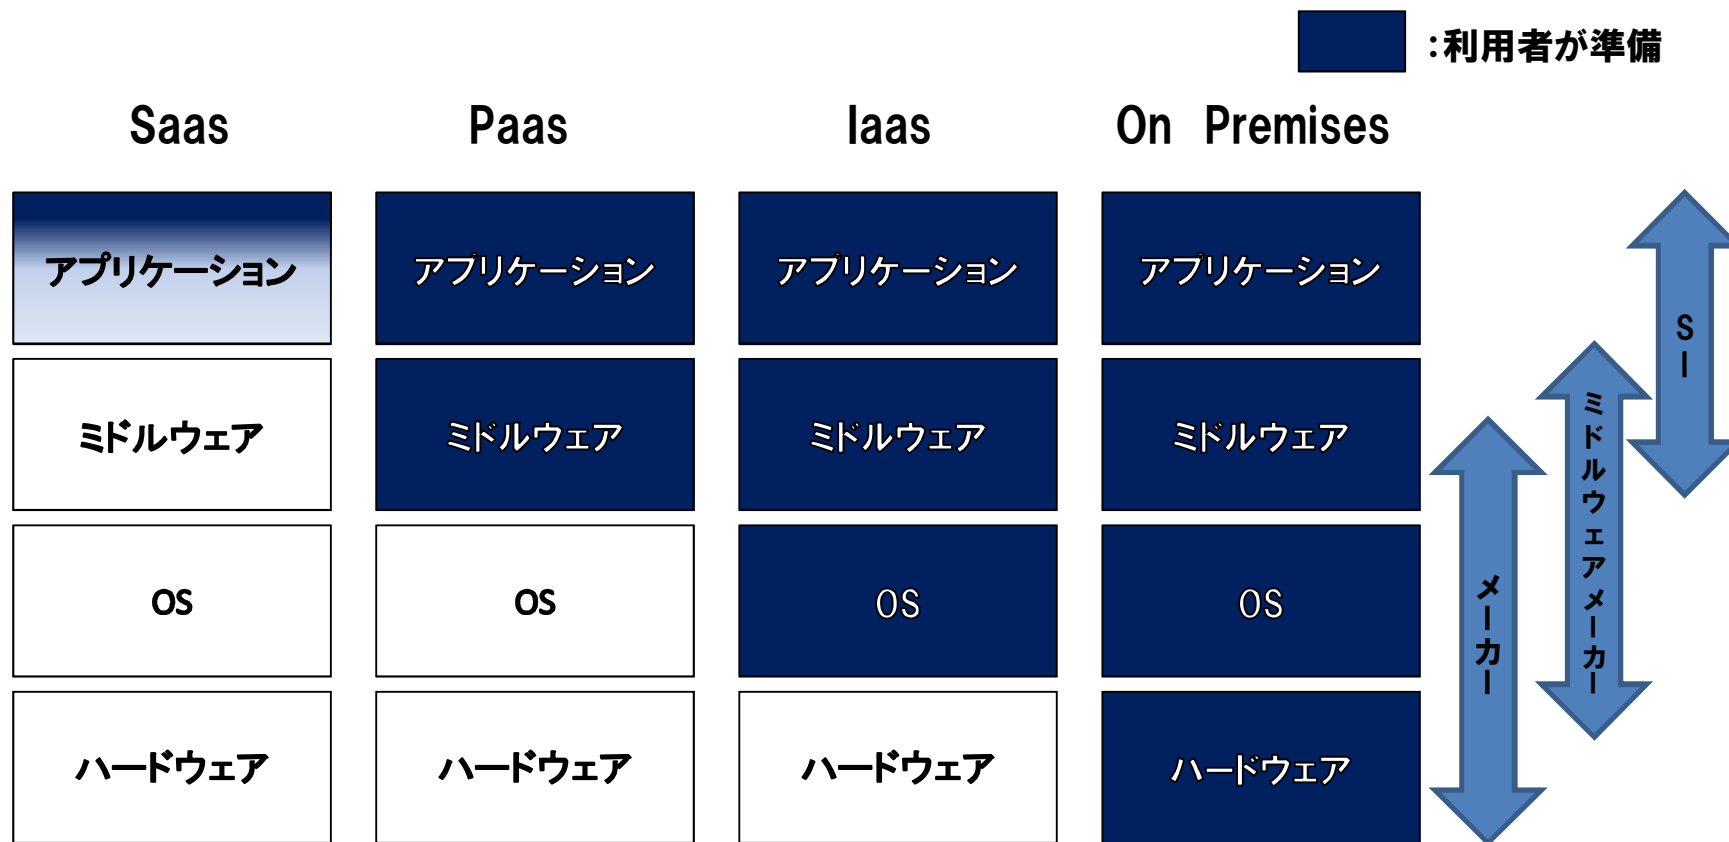 :利用者が準備
Saas
Paas
Iaas
On Premises
アプリケーション
アプリケーション
アプリケーション
アプリケーション
ミドルウェア
ミドルウェア
ミドルウェア
ミドルウェア
OS
OS
OS
OS
ハードウェア
ハードウェア
ハードウェア
ハードウェア
メーカー
ミドルウェアメーカー
SI